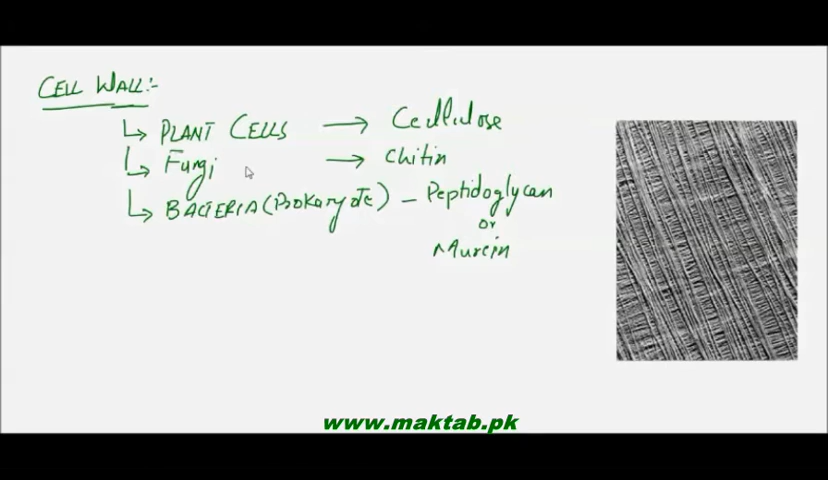 CELL WALL:-
↳ PLANT CELLS → Cellulose
↳ Fungi → Chitin
↳ BACTERIA (Prokaryote) - Peptidoglycan
or
Murein
www.maktab.pk